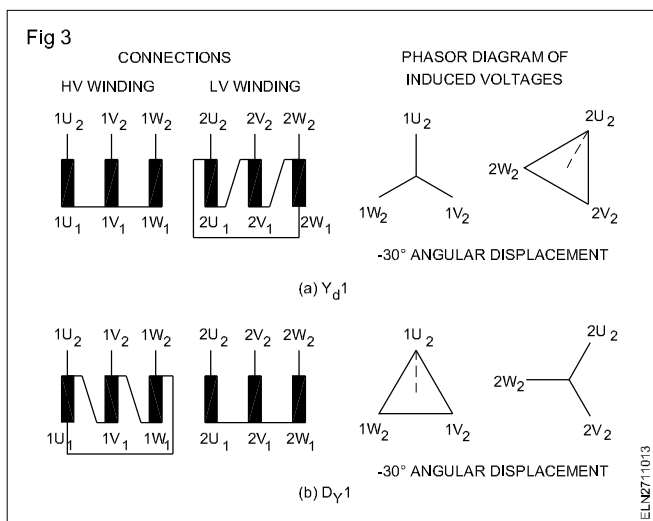 Fig 3
CONNECTIONS
PHASOR DIAGRAM OF
INDUCED VOLTAGES
HV WINDING LV WINDING
1U₂ 1V₂ 1W₂ 2U₂ 2V₂ 2W₂
1U₁ 1V₁ 1W₁ 2U₁ 2V₁ 2W₁
1U₂
1W₂ 1V₂
2U₂
2W₂
2V₂
-30° ANGULAR DISPLACEMENT
(a) Yd1
1U₂ 1V₂ 1W₂ 2U₂ 2V₂ 2W₂
1U₁ 1V₁ 1W₁ 2U₁ 2V₁ 2W₁
1U₂
1W₂ 1V₂
2U₂
2W₂
2V₂
-30° ANGULAR DISPLACEMENT
(b) DY1
ELN2711013